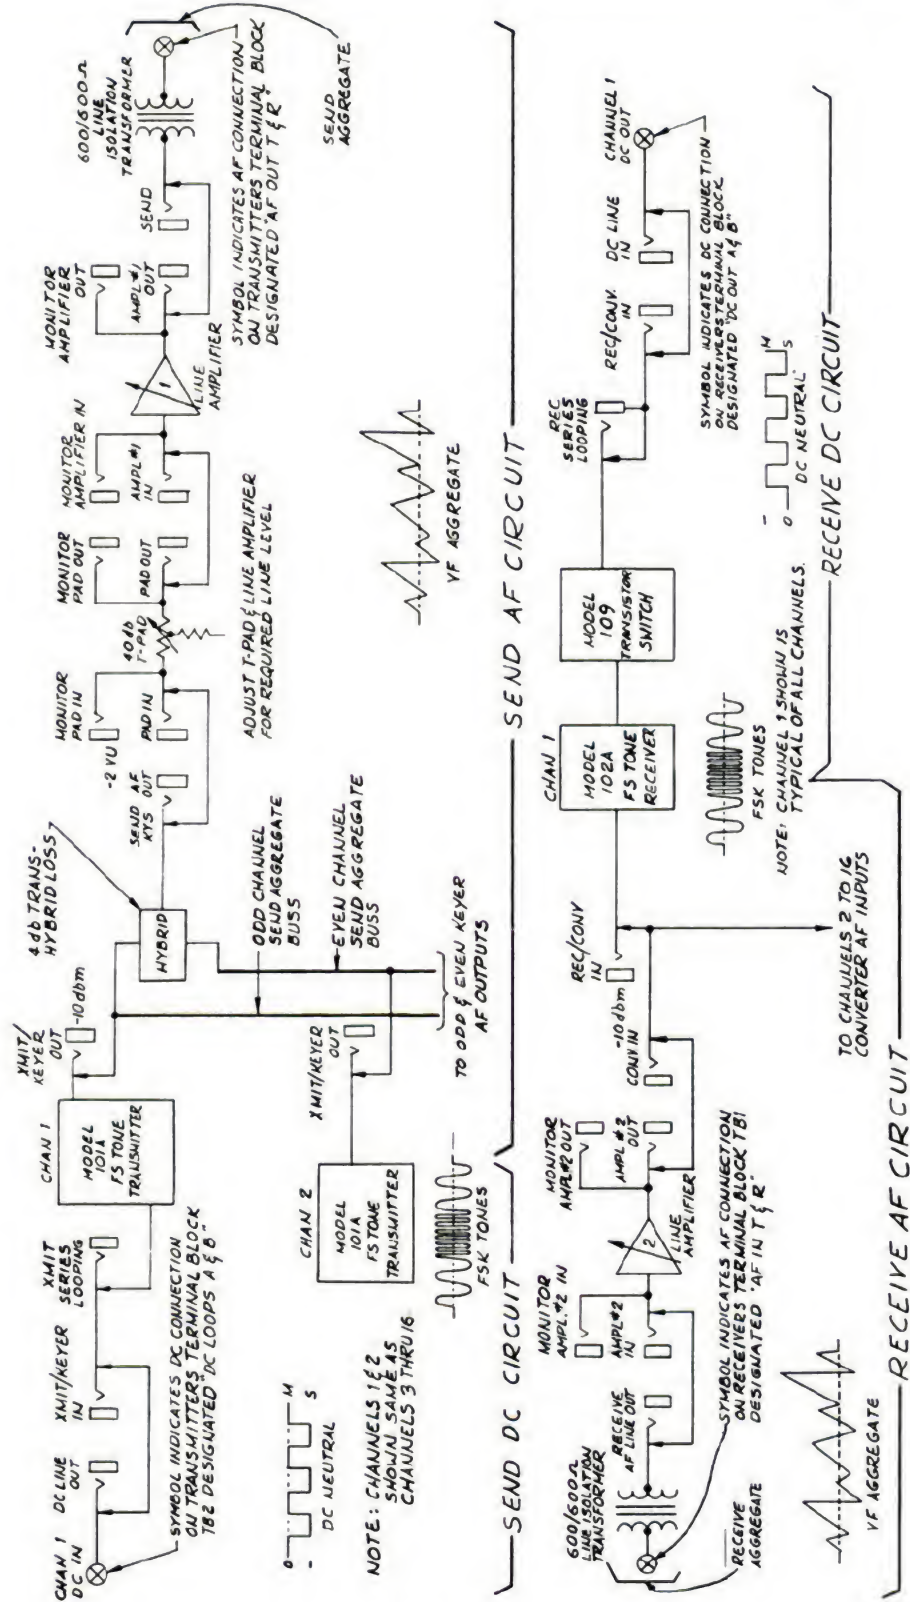 CHAN 1
DC IN
DC LINE
OUT
XMIT/KEYER
IN
XMIT
SERIES
LOOPING
CHAN 1
MODEL
101A
FS TONE
TRANSMITTER
XMIT/
KEYER
OUT
-10dbm
4 db TRANS-
HYBRID LOSS
HYBRID
SEND AF
KYS OUT
-2 VU
MONITOR
PAD IN
PAD IN
40db
T-PAD
MONITOR
PAD OUT
PAD OUT
MONITOR
AMPLIFIER IN
AMPL#1
IN
1
LINE
AMPLIFIER
MONITOR
AMPLIFIER
OUT
AMPL#1
OUT
SEND
600/600Ω
LINE
ISOLATION
TRANSFORMER
SYMBOL INDICATES DC CONNECTION
ON TRANSMITTERS TERMINAL BLOCK
TB2 DESIGNATED "DC LOOPS A & B"
ODD CHANNEL
SEND AGGREGATE
BUSS
EVEN CHANNEL
SEND AGGREGATE
BUSS
ADJUST T-PAD & LINE AMPLIFIER
FOR REQUIRED LINE LEVEL
SYMBOL INDICATES AF CONNECTION
ON TRANSMITTERS TERMINAL BLOCK
DESIGNATED "AF OUT T & R"
SEND
AGGREGATE
O
-
M
S
DC NEUTRAL
NOTE: CHANNELS 1 & 2
SHOWN SAME AS
CHANNELS 3 THRU 16
CHAN 2
MODEL
101A
FS TONE
TRANSMITTER
XMIT/KEYER
OUT
TO ODD & EVEN KEYER
AF OUTPUTS
FSK TONES
VF AGGREGATE
SEND DC CIRCUIT
SEND AF CIRCUIT
600/600Ω
LINE ISOLATION
TRANSFORMER
RECEIVE
AGGREGATE
RECEIVE
AF LINE OUT
MONITOR
AMPL.#2 IN
AMPL#2
IN
2
LINE
AMPLIFIER
MONITOR
AMPL#2 OUT
AMPL#2
OUT
-10dbm
CONV IN
REC/CONV
IN
CHAN 1
MODEL
102A
FS TONE
RECEIVER
MODEL
109
TRANSISTOR
SWITCH
REC
SERIES
LOOPING
REC/CONV.
IN
DC LINE
IN
CHANNEL 1
DC OUT
SYMBOL INDICATES AF CONNECTION
ON RECEIVERS TERMINAL BLOCK TB1
DESIGNATED "AF IN T & R"
TO CHANNELS 2 TO 16
CONVERTER AF INPUTS
SYMBOL INDICATES DC CONNECTION
ON RECEIVERS TERMINAL BLOCK
DESIGNATED "DC OUT A & B"
VF AGGREGATE
FSK TONES
NOTE: CHANNEL 1 SHOWN IS
TYPICAL OF ALL CHANNELS.
-
O
M
S
DC NEUTRAL
RECEIVE AF CIRCUIT
RECEIVE DC CIRCUIT